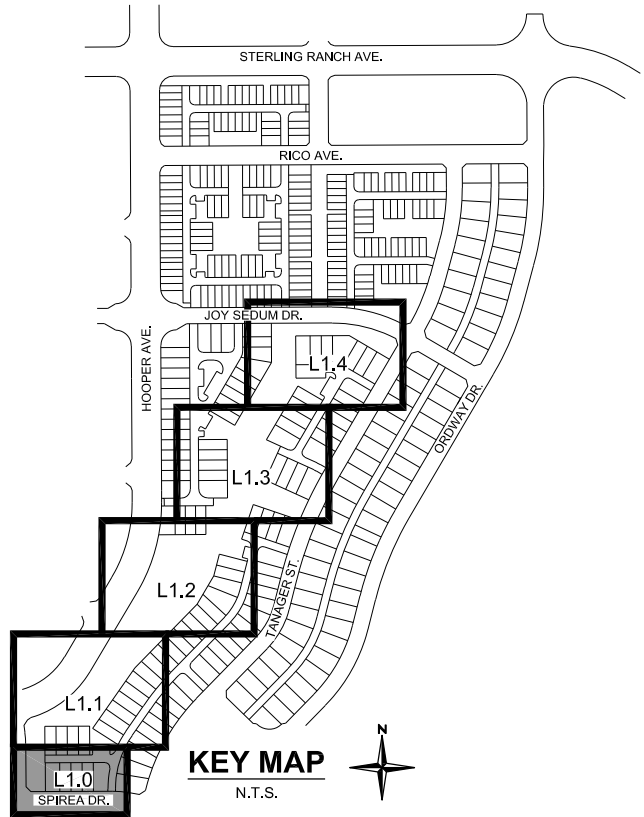 STERLING RANCH AVE.
RICO AVE.
JOY SEDUM DR.
HOOPER AVE.
L1.4
ORDWAY DR.
L1.3
L1.2
TANAGER ST.
L1.1
L1.0
SPIREA DR.
KEY MAP
N.T.S.
N